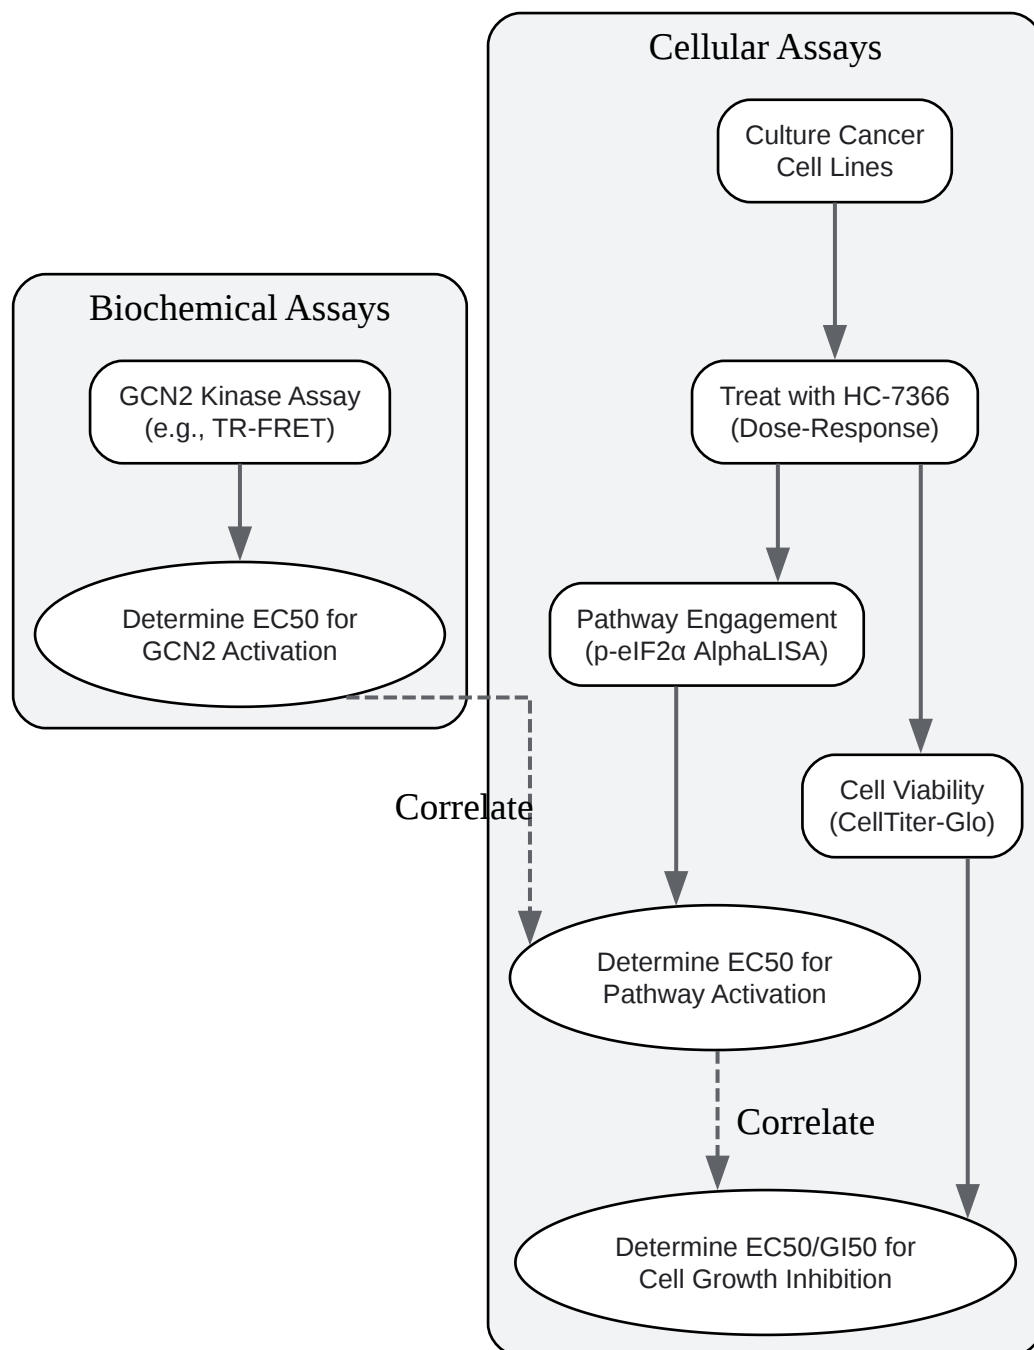 Cellular Assays
Culture Cancer
Cell Lines
Biochemical Assays
GCN2 Kinase Assay
(e.g., TR-FRET)
Treat with HC-7366
(Dose-Response)
Determine EC50 for
GCN2 Activation
Pathway Engagement
(p-eIF2α AlphaLISA)
Correlate
Cell Viability
(CellTiter-Glo)
Determine EC50 for
Pathway Activation
Correlate
Determine EC50/GI50 for
Cell Growth Inhibition